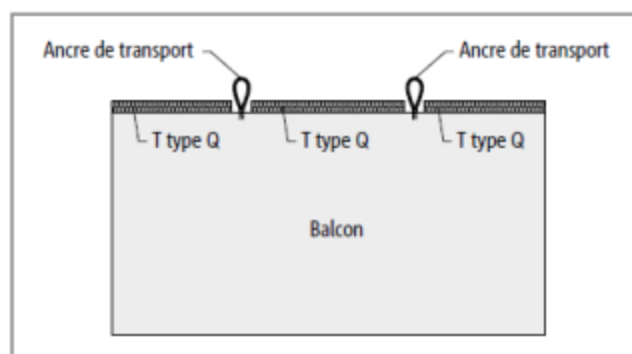 Ancre de transport
Ancre de transport
T type Q
T type Q
T type Q
Balcon